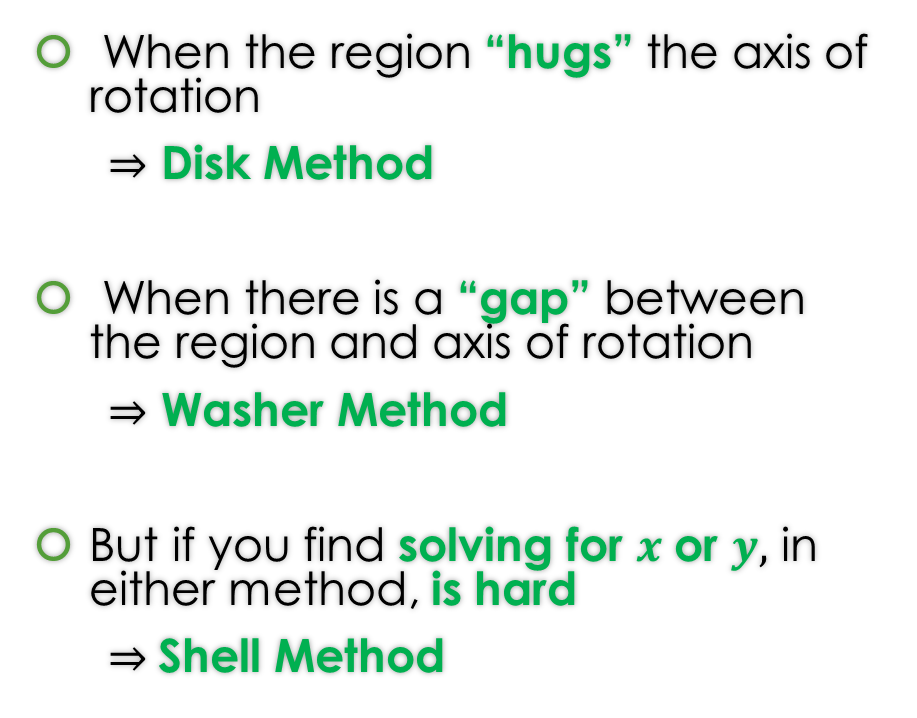 When the region “hugs” the axis of
rotation
⇒ Disk Method
When there is a “gap” between
the region and axis of rotation
⇒ Washer Method
But if you find solving for 𝒙 or 𝒚, in
either method, is hard
⇒ Shell Method